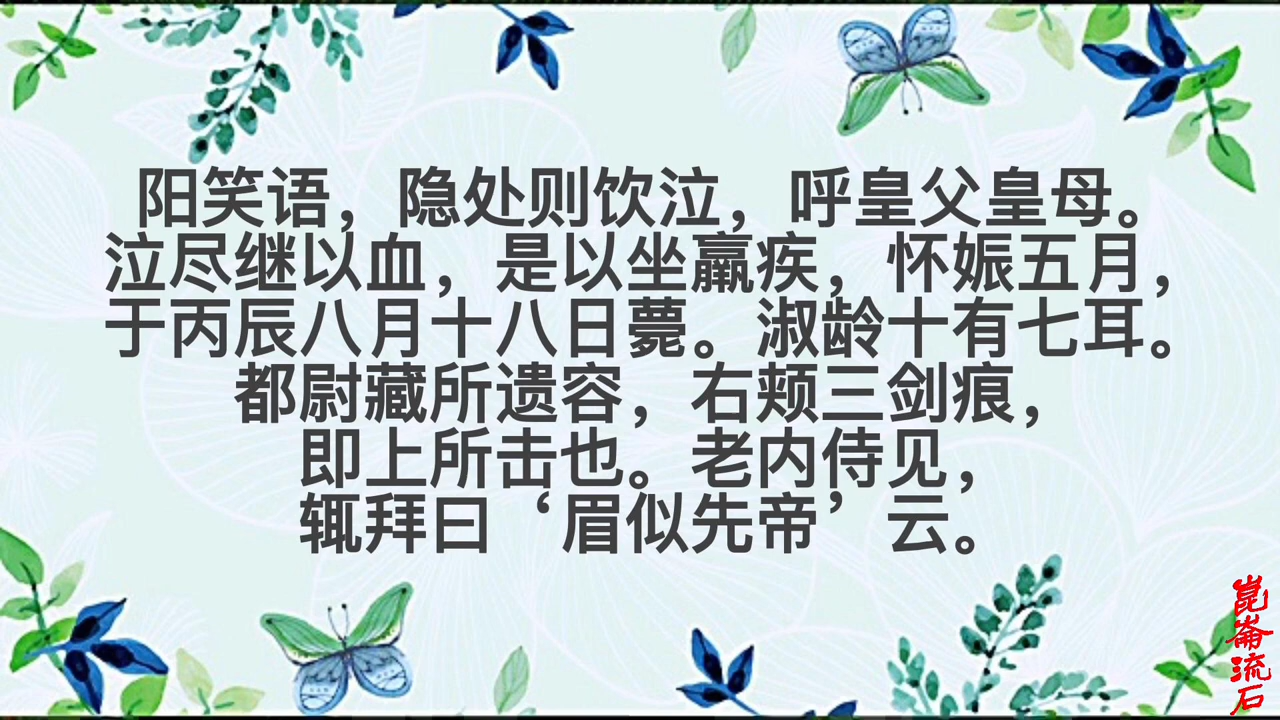 阳笑语，隐处则饮泣，呼皇父皇母。
泣尽继以血，是以坐羸疾，怀娠五月，
于丙辰八月十八日薨。淑龄十有七耳。
都尉藏所遗容，右颊三剑痕，
即上所击也。老内侍见，
辄拜曰‘眉似先帝’云。
崑崙流石